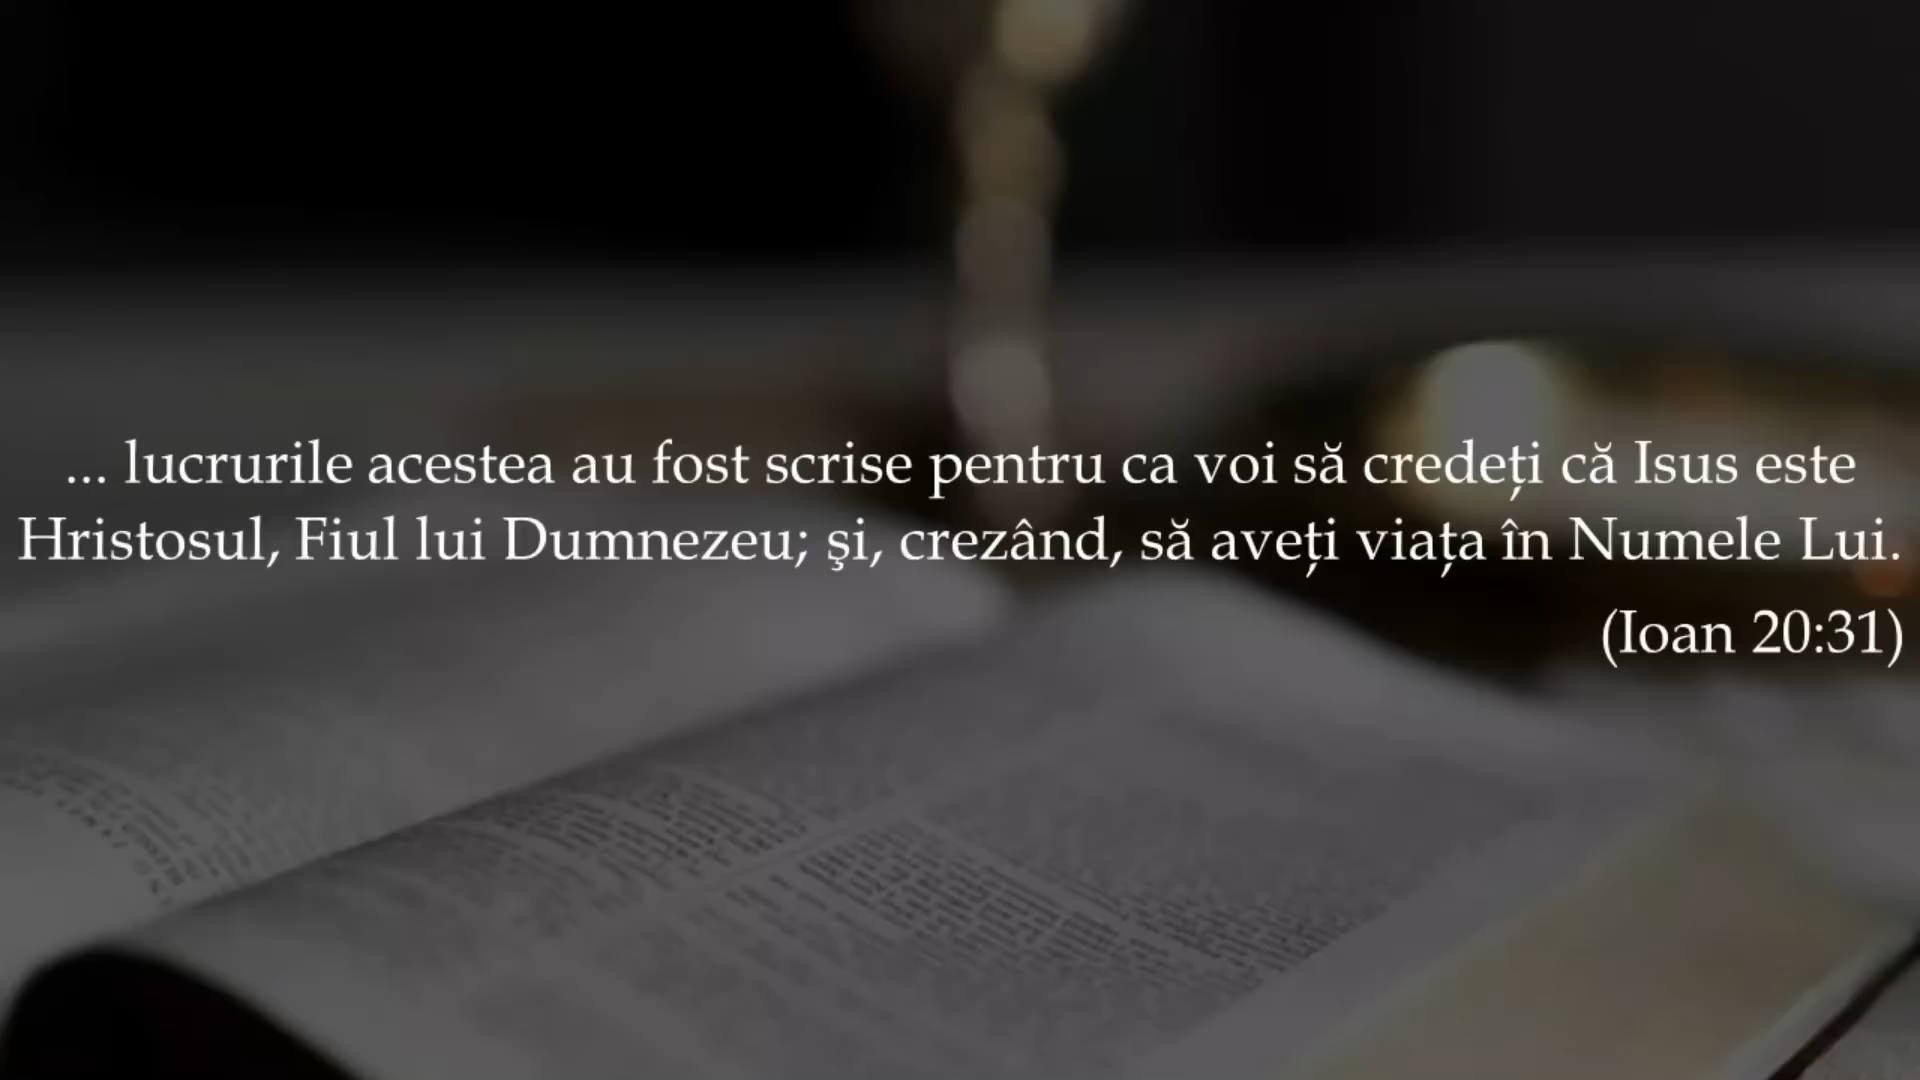 ... lucrurile acestea au fost scrise pentru ca voi să credeți că Isus este
Hristosul, Fiul lui Dumnezeu; şi, crezând, să aveți viața în Numele Lui.
(Ioan 20:31)